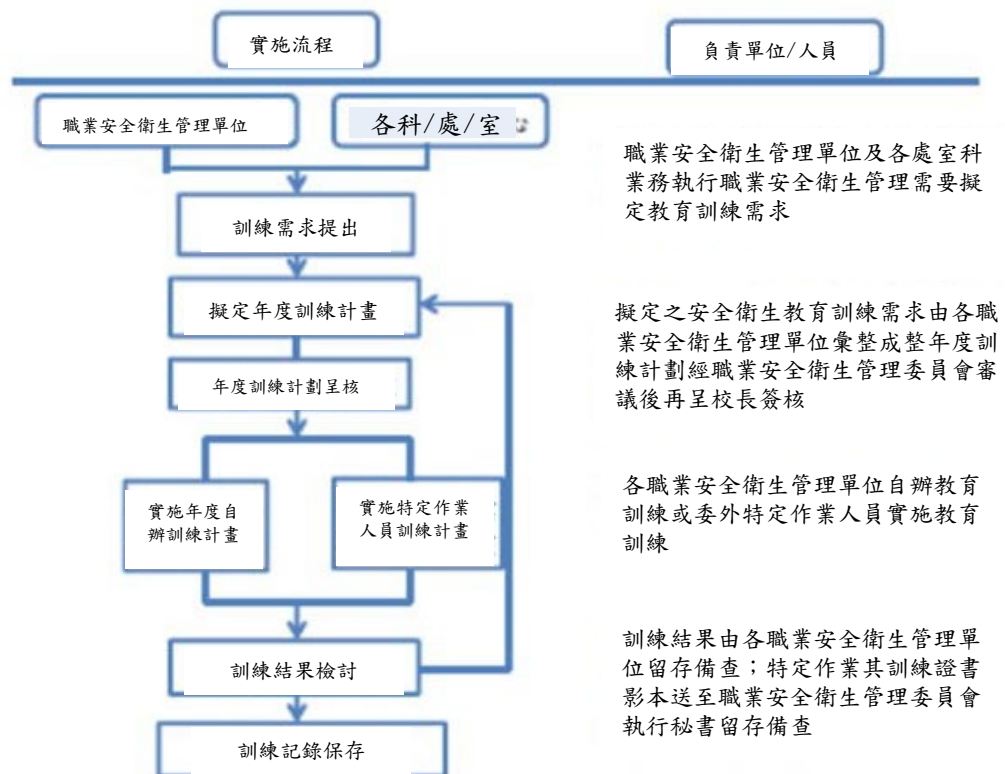 實施流程
負責單位/人員
職業安全衛生管理單位
各科/處/室
職業安全衛生管理單位及各處室科
業務執行職業安全衛生管理需要擬
定教育訓練需求
訓練需求提出
擬定年度訓練計畫
擬定之安全衛生教育訓練需求由各職
業安全衛生管理單位彙整成整年度訓
練計劃經職業安全衛生管理委員會審
議後再呈校長簽核
年度訓練計劃呈核
實施年度自
辦訓練計畫
實施特定作業
人員訓練計畫
各職業安全衛生管理單位自辦教育
訓練或委外特定作業人員實施教育
訓練
訓練結果檢討
訓練結果由各職業安全衛生管理單
位留存備查；特定作業其訓練證書
影本送至職業安全衛生管理委員會
執行秘書留存備查
訓練記錄保存